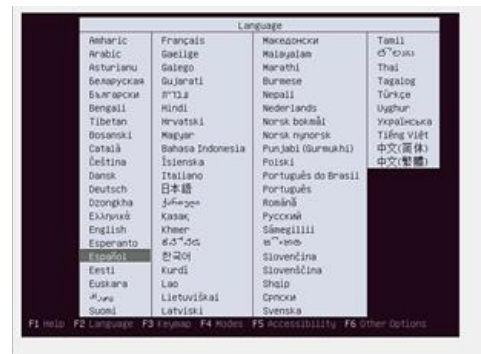 Language
Amharic
Arabic
Asturianu
Беларуская
Български
Bengali
Tibetan
Bosanski
Català
Čeština
Dansk
Deutsch
Dzongkha
Ελληνικά
English
Esperanto
Español
Eesti
Euskara
Suomi
Français
Gaeilge
Galego
Gujarati
עברית
Hindi
Hrvatski
Magyar
Bahasa Indonesia
Íslenska
Italiano
日本語
ქართული
Қазақ
Khmer
ಕನ್ನಡ
한국어
Kurdî
Lao
Lietuviškai
Latviski
Македонски
Malayalam
Marathi
Burmese
Nepali
Nederlands
Norsk bokmål
Norsk nynorsk
Punjabi (Gurmukhi)
Polski
Português do Brasil
Português
Română
Русский
Sámegillii
Slovenčina
Slovenščina
Shqip
Српски
Svenska
Tamil
Thai
Tagalog
Türkçe
Uyghur
Українська
Tiếng Việt
中文(简体)
中文(繁體)
F1 Help F2 Language F3 Keymap F4 Modes F5 Accessibility F6 Other Options